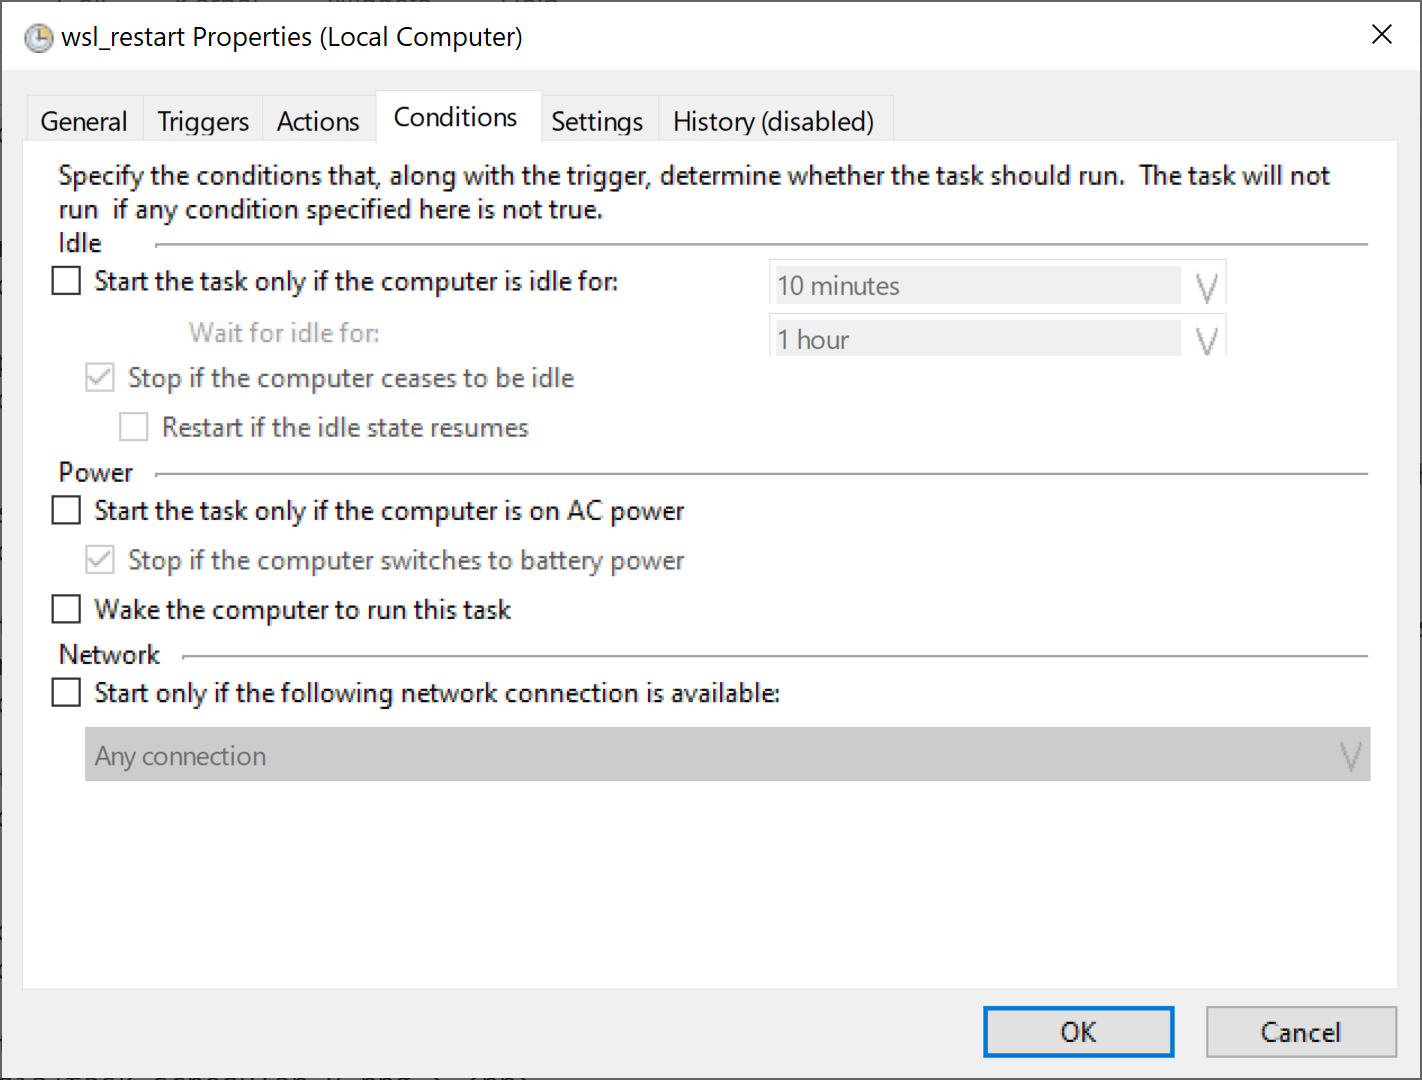 wsl_restart Properties (Local Computer)
General Triggers Actions Conditions Settings History (disabled)
Specify the conditions that, along with the trigger, determine whether the task should run.  The task will not
run  if any condition specified here is not true.
Idle
Start the task only if the computer is idle for: 10 minutes
Wait for idle for: 1 hour
Stop if the computer ceases to be idle
Restart if the idle state resumes
Power
Start the task only if the computer is on AC power
Stop if the computer switches to battery power
Wake the computer to run this task
Network
Start only if the following network connection is available:
Any connection
OK Cancel